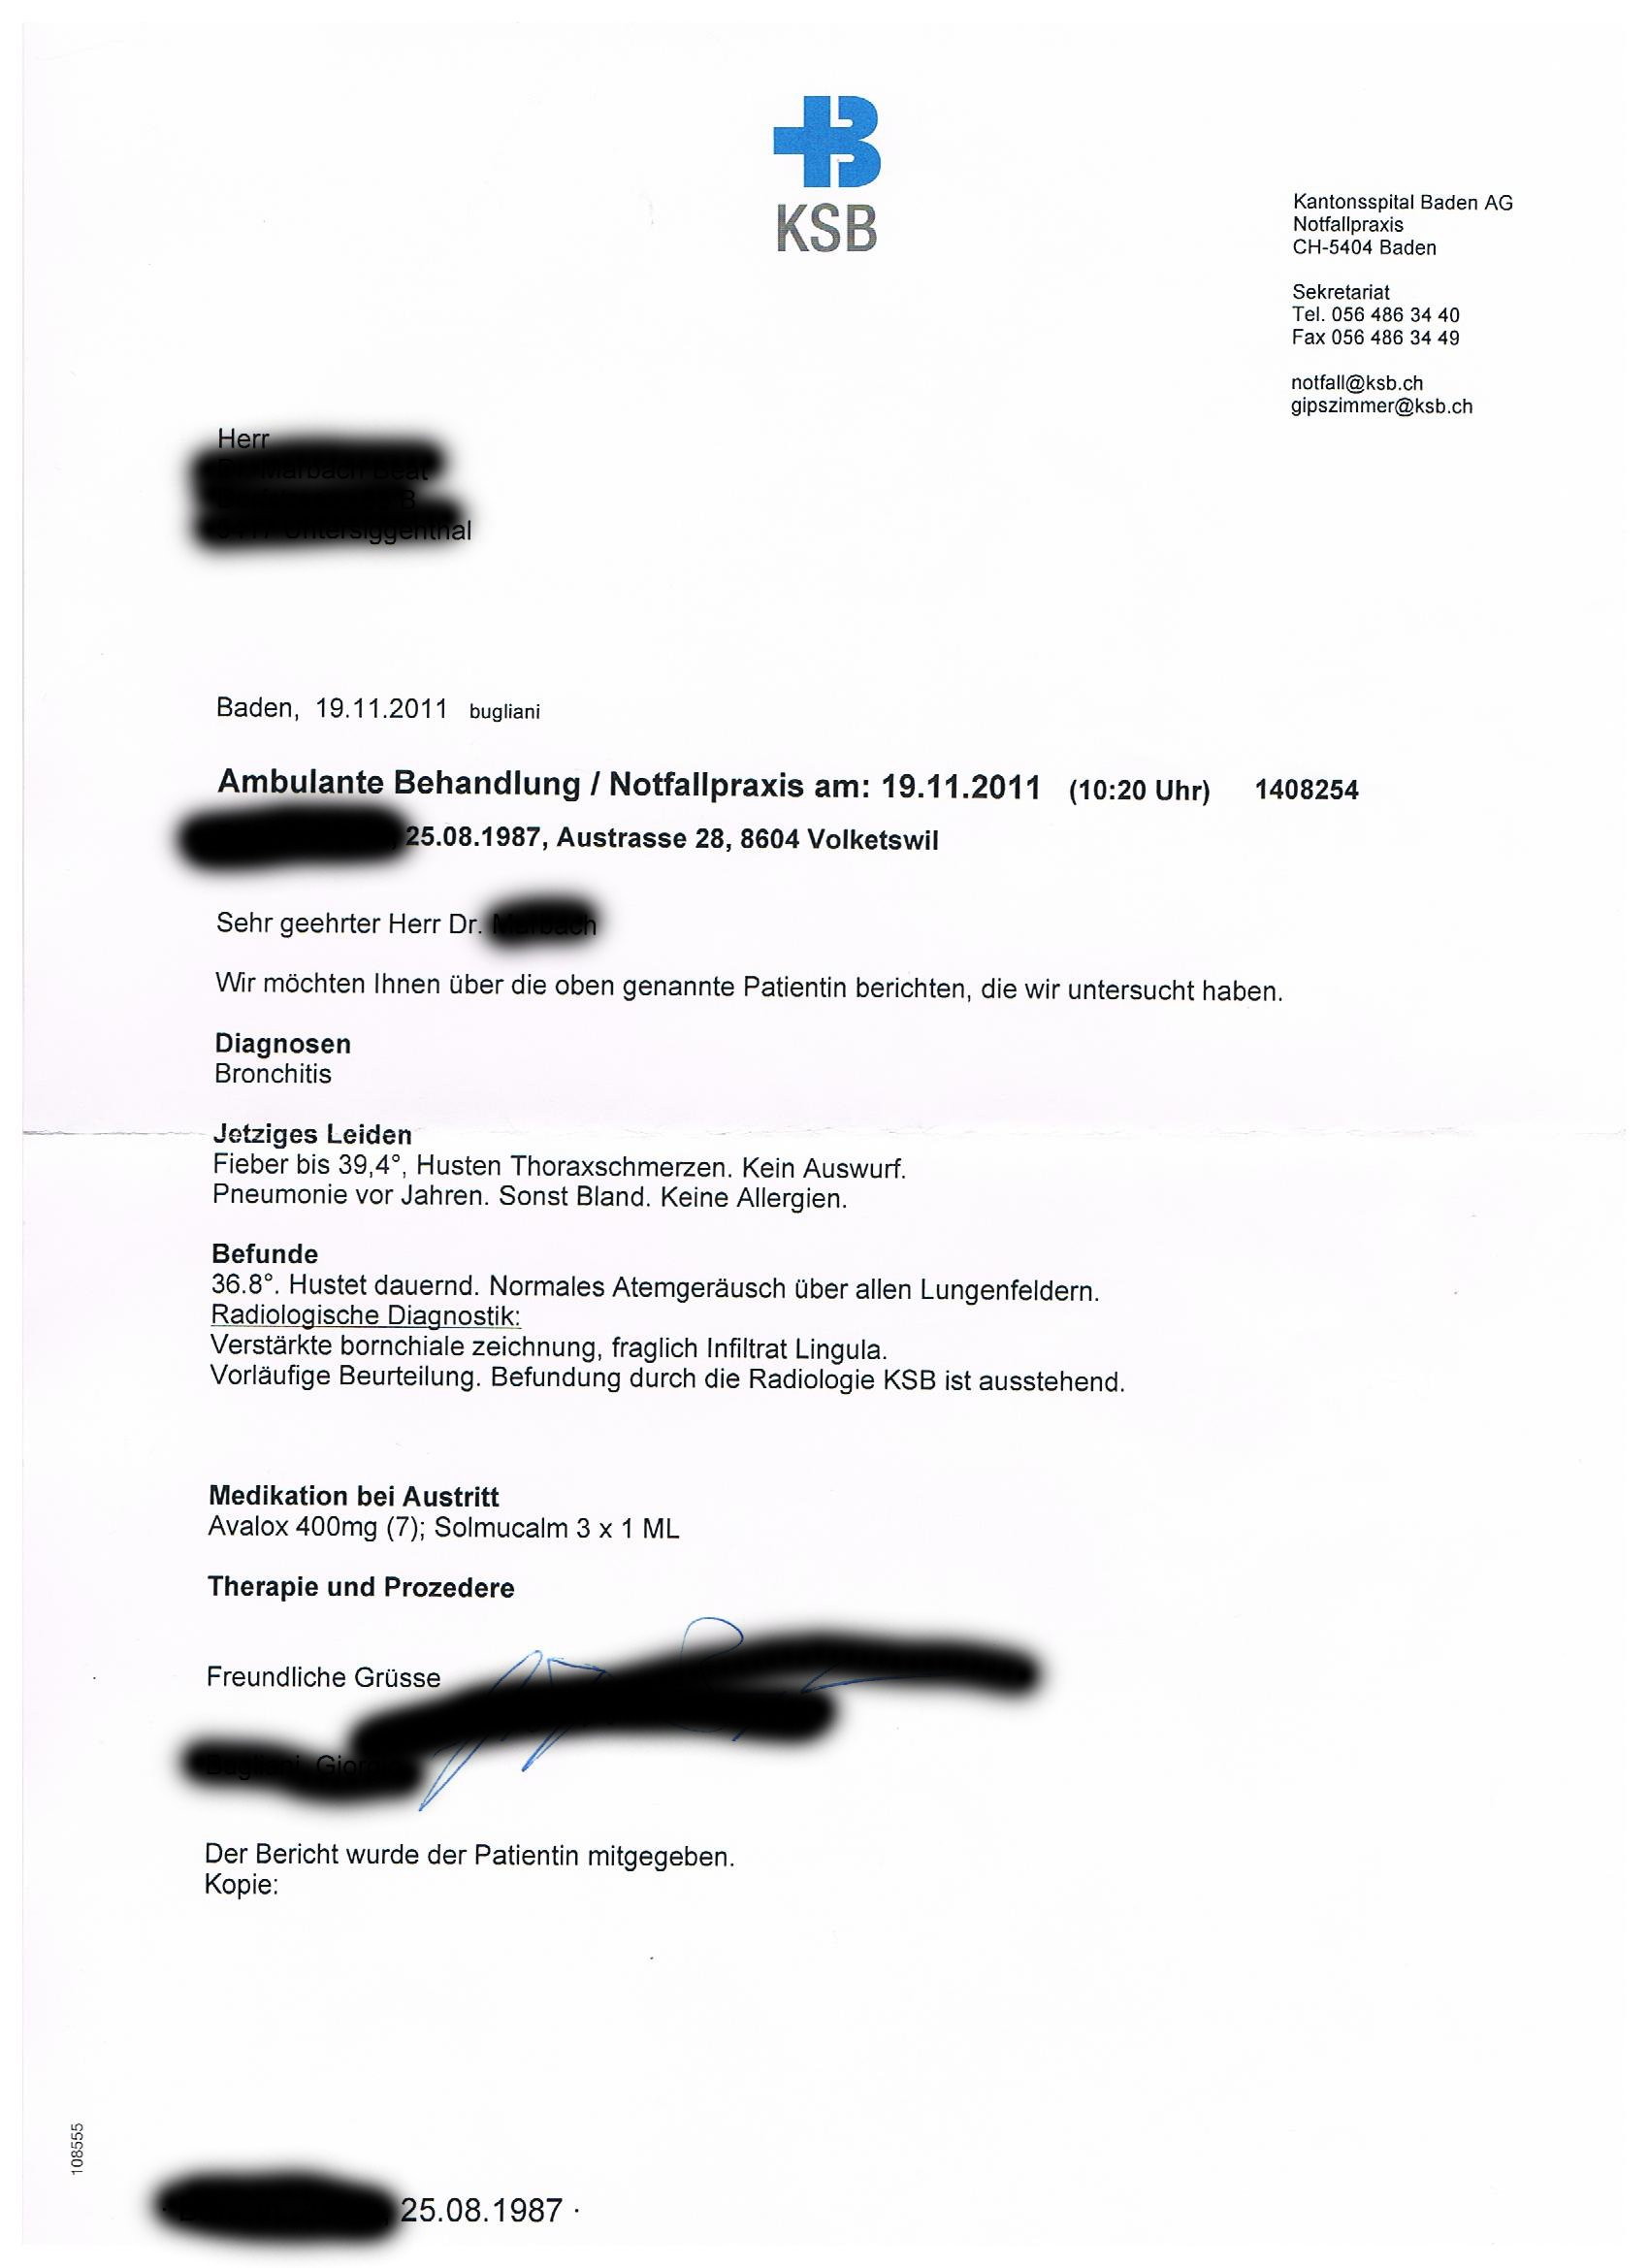 KSB
Kantonsspital Baden AG
Notfallpraxis
CH-5404 Baden
Sekretariat
Tel. 056 486 34 40
Fax 056 486 34 49
notfall@ksb.ch
gipszimmer@ksb.ch
Herr
Baden, 19.11.2011 bugliani
Ambulante Behandlung / Notfallpraxis am: 19.11.2011 (10:20 Uhr) 1408254
25.08.1987, Austrasse 28, 8604 Volketswil
Sehr geehrter Herr Dr.
Wir möchten Ihnen über die oben genannte Patientin berichten, die wir untersucht haben.
Diagnosen
Bronchitis
Jetziges Leiden
Fieber bis 39,4°, Husten Thoraxschmerzen. Kein Auswurf.
Pneumonie vor Jahren. Sonst Bland. Keine Allergien.
Befunde
36.8°. Hustet dauernd. Normales Atemgeräusch über allen Lungenfeldern.
Radiologische Diagnostik:
Verstärkte bornchiale zeichnung, fraglich Infiltrat Lingula.
Vorläufige Beurteilung. Befundung durch die Radiologie KSB ist ausstehend.
Medikation bei Austritt
Avalox 400mg (7); Solmucalm 3 x 1 ML
Therapie und Prozedere
Freundliche Grüsse
Der Bericht wurde der Patientin mitgegeben.
Kopie:
108555
25.08.1987 ·